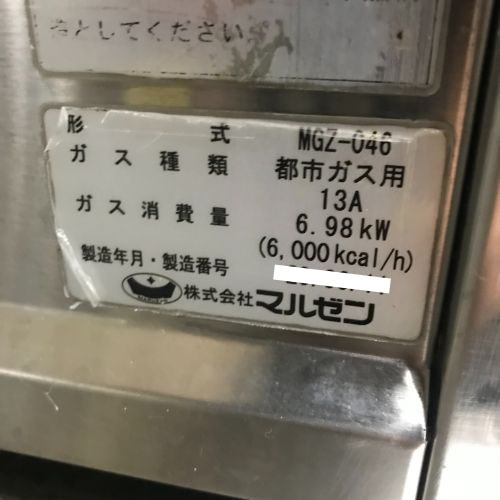 としてください。
形式 MGZ-046
ガス種類 都市ガス用
13A
ガス消費量 6.98kW
(6,000kcal/h)
製造年月・製造番号
株式会社マルゼン